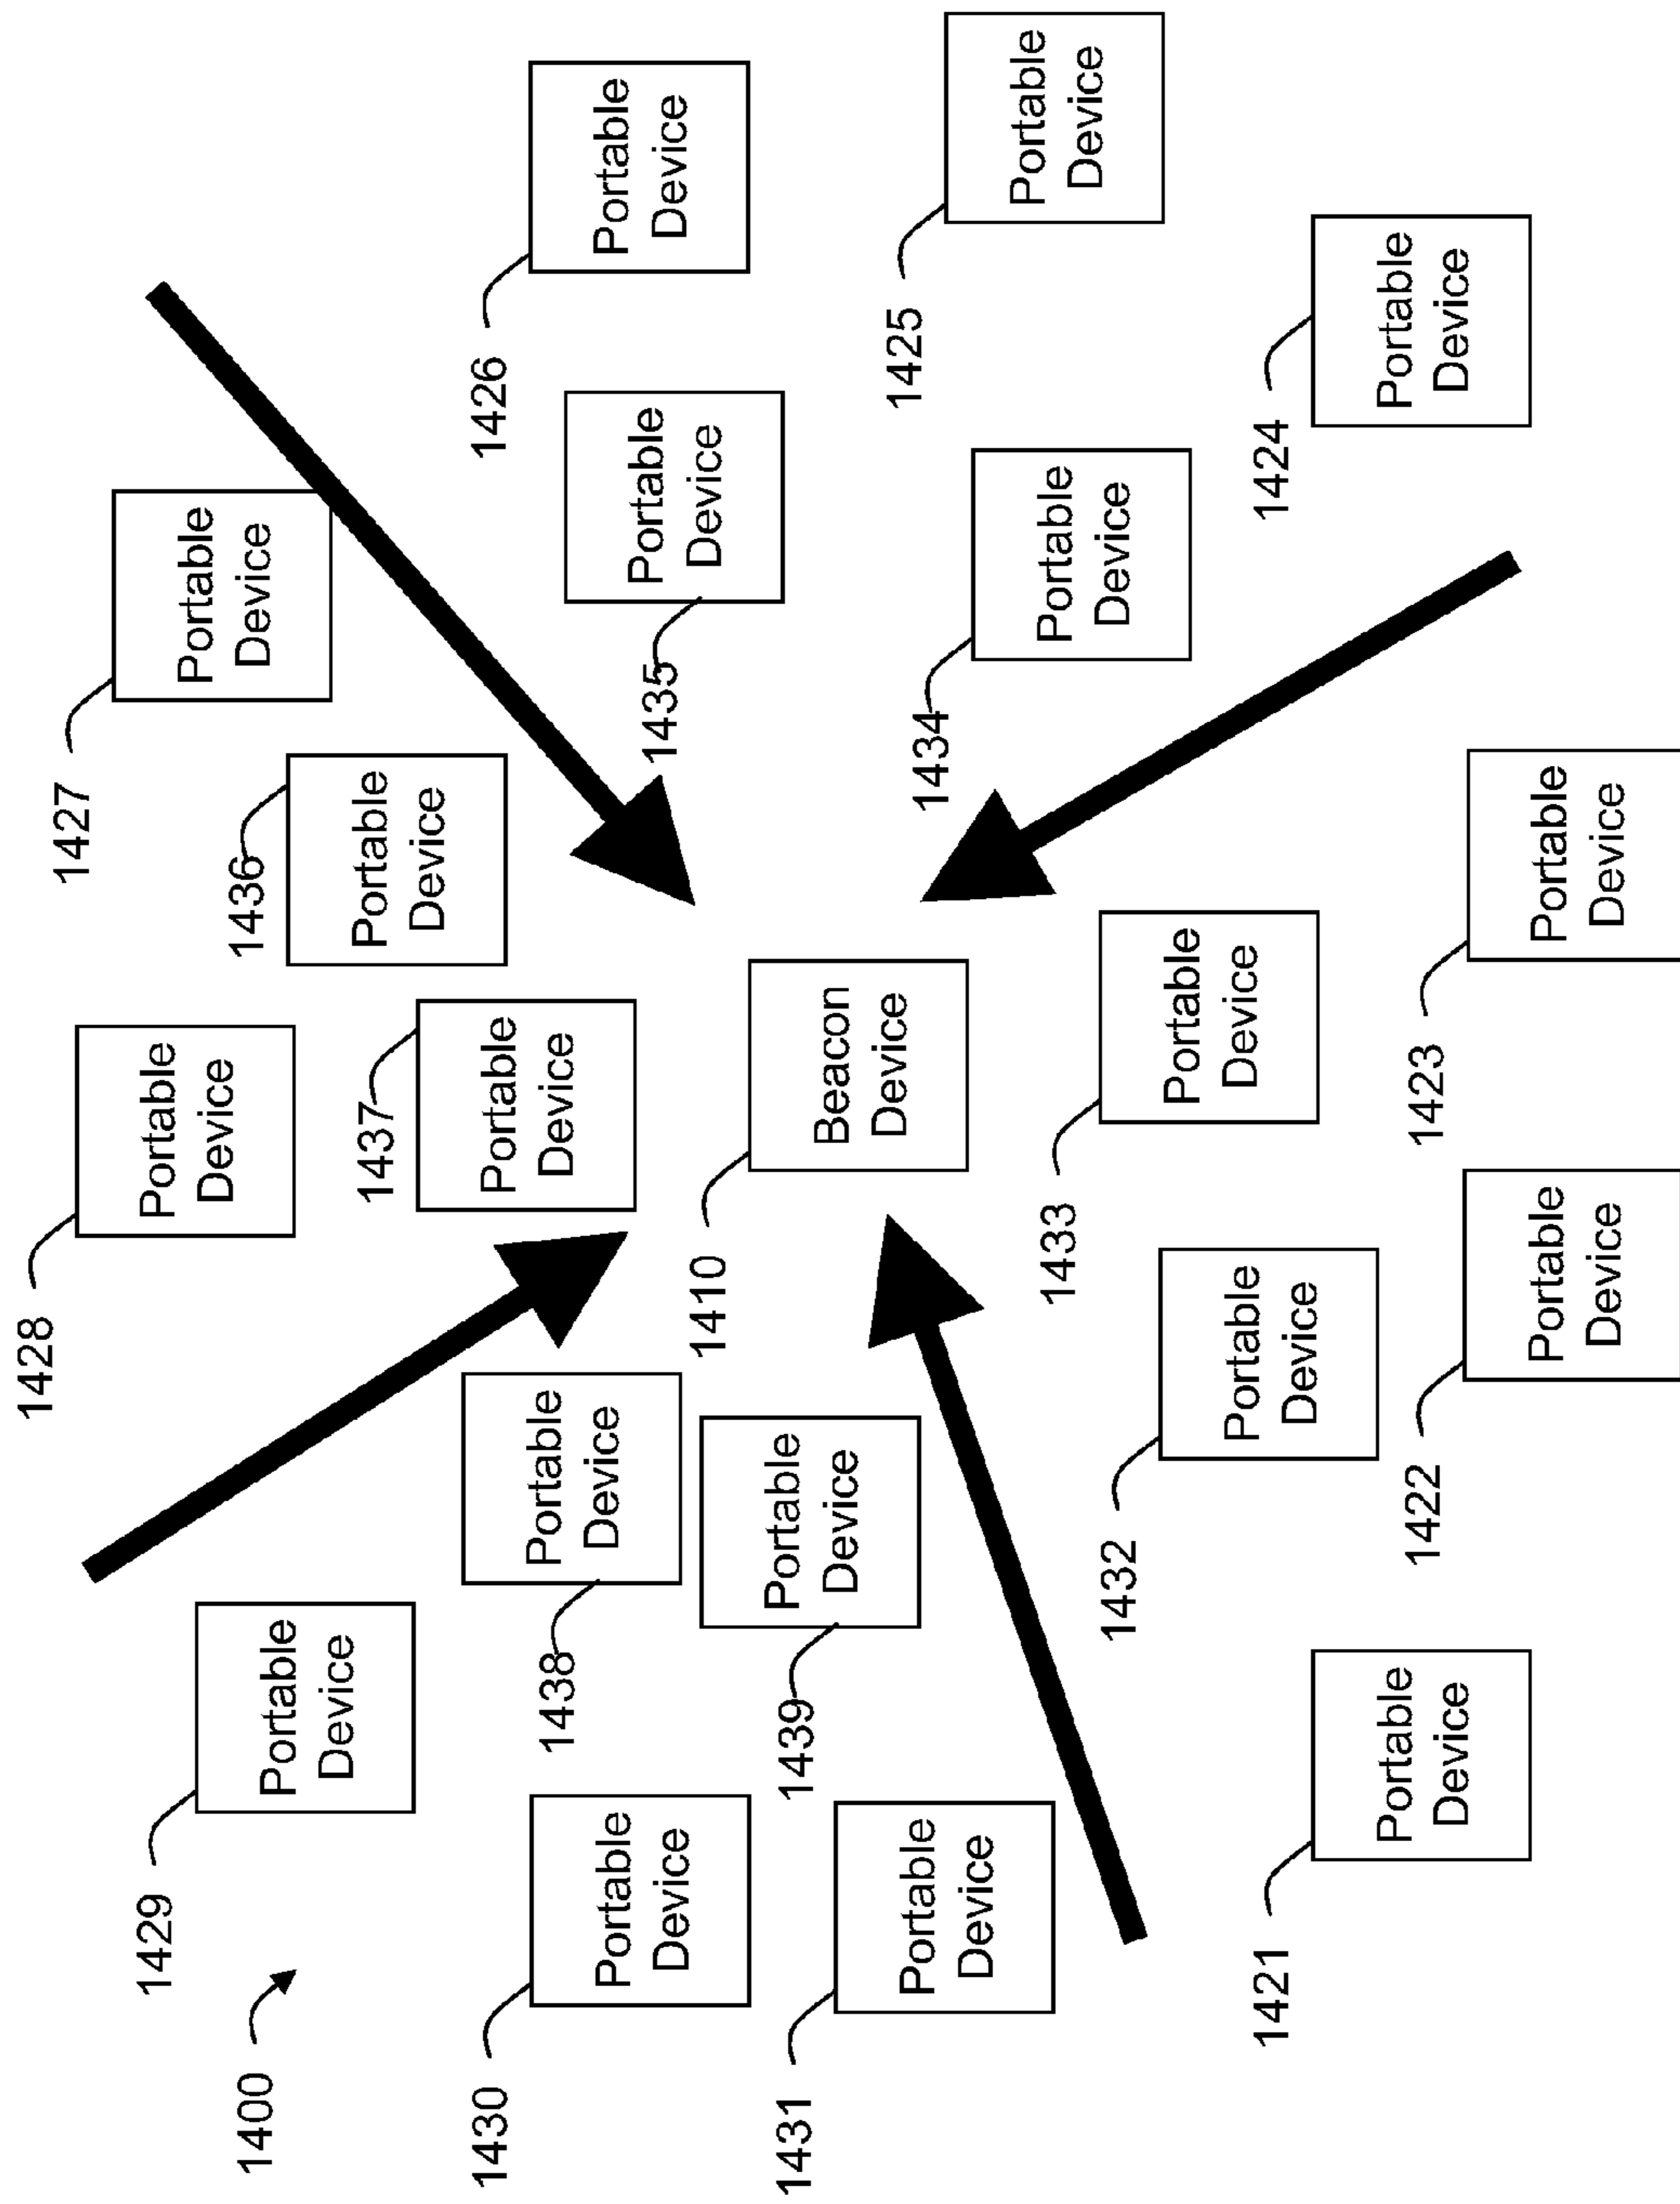 1400
1429
Portable
Device
1428
Portable
Device
1427
Portable
Device
1436
Portable
Device
1437
Portable
Device
1438
Portable
Device
1430
Portable
Device
1426
Portable
Device
1435
Portable
Device
1439
Portable
Device
1410
Beacon
Device
1431
Portable
Device
1434
Portable
Device
1425
Portable
Device
1433
Portable
Device
1432
Portable
Device
1421
Portable
Device
1424
Portable
Device
1422
Portable
Device
1423
Portable
Device